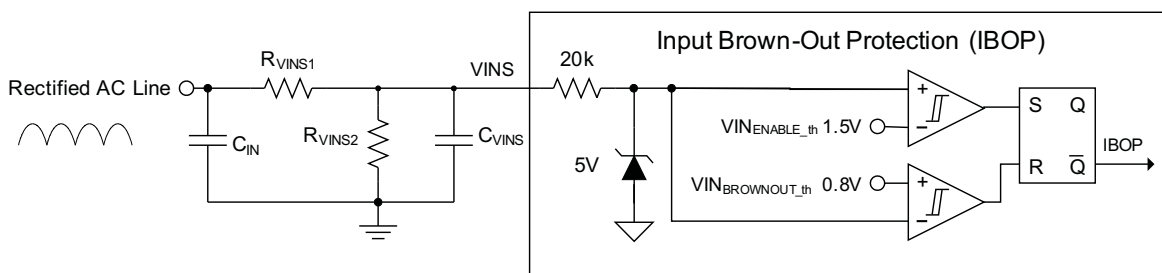 Input Brown-Out Protection (IBOP)
Rectified AC Line
RVINS1
VINS
20k
CIN
RVINS2
CVINS
5V
VINENABLE_th 1.5V
VINBROWNOUT_th 0.8V
+
−
+
−
S Q
R Q̅
IBOP